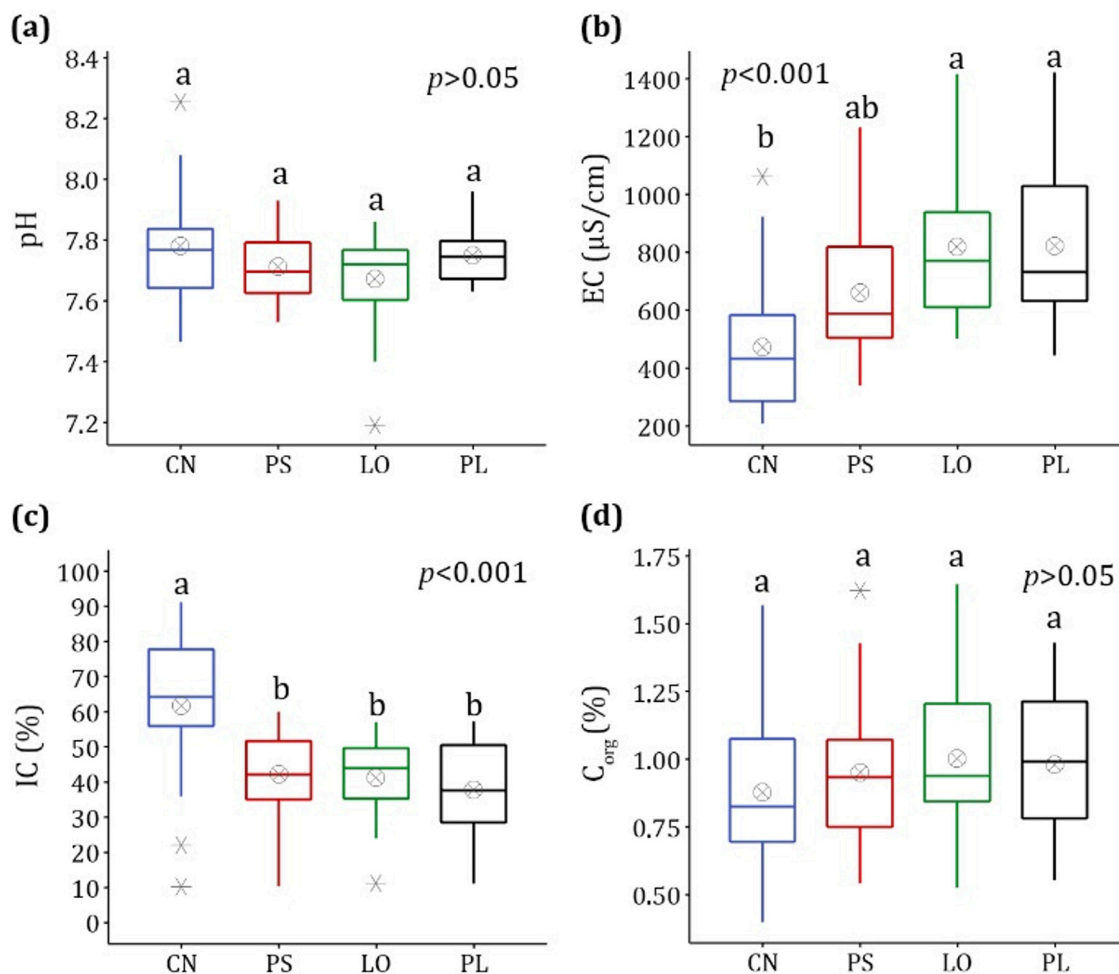 (a)
8.4
8.2
8.0
7.8
7.6
7.4
7.2
pH
a
a
a
a
p>0.05
CN PS LO PL
(b)
1400
1200
1000
800
600
400
200
EC (µS/cm)
p<0.001
b
ab
a
a
CN PS LO PL
(c)
100
90
80
70
60
50
40
30
20
10
0
IC (%)
a
b
b
b
p<0.001
CN PS LO PL
(d)
1.75
1.50
1.25
1.00
0.75
0.50
Corg (%)
a
a
a
a
p>0.05
CN PS LO PL